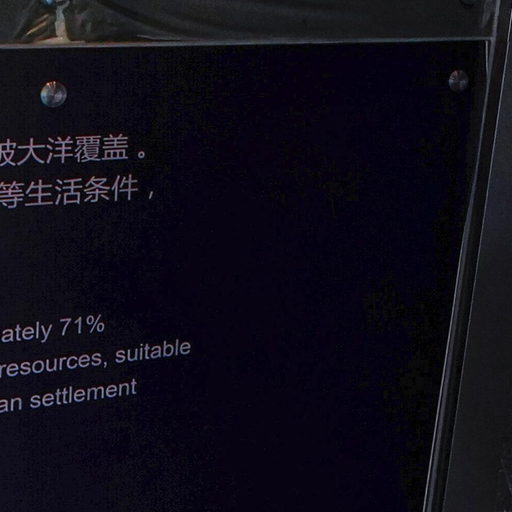 被大洋覆盖。
等生活条件，
ately 71%
resources, suitable
an settlement